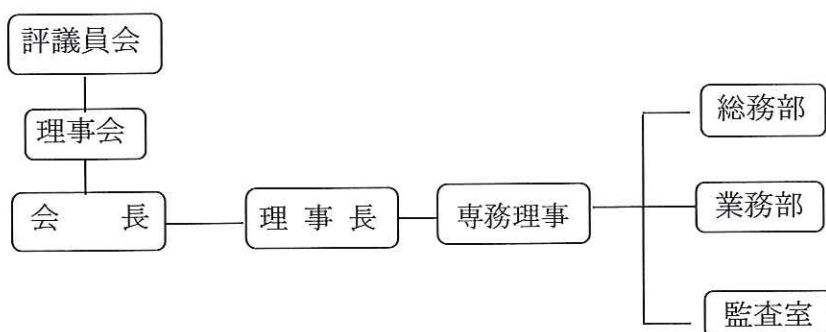 評議員会
理事会
会　　長
理 事 長
専務理事
総務部
業務部
監査室